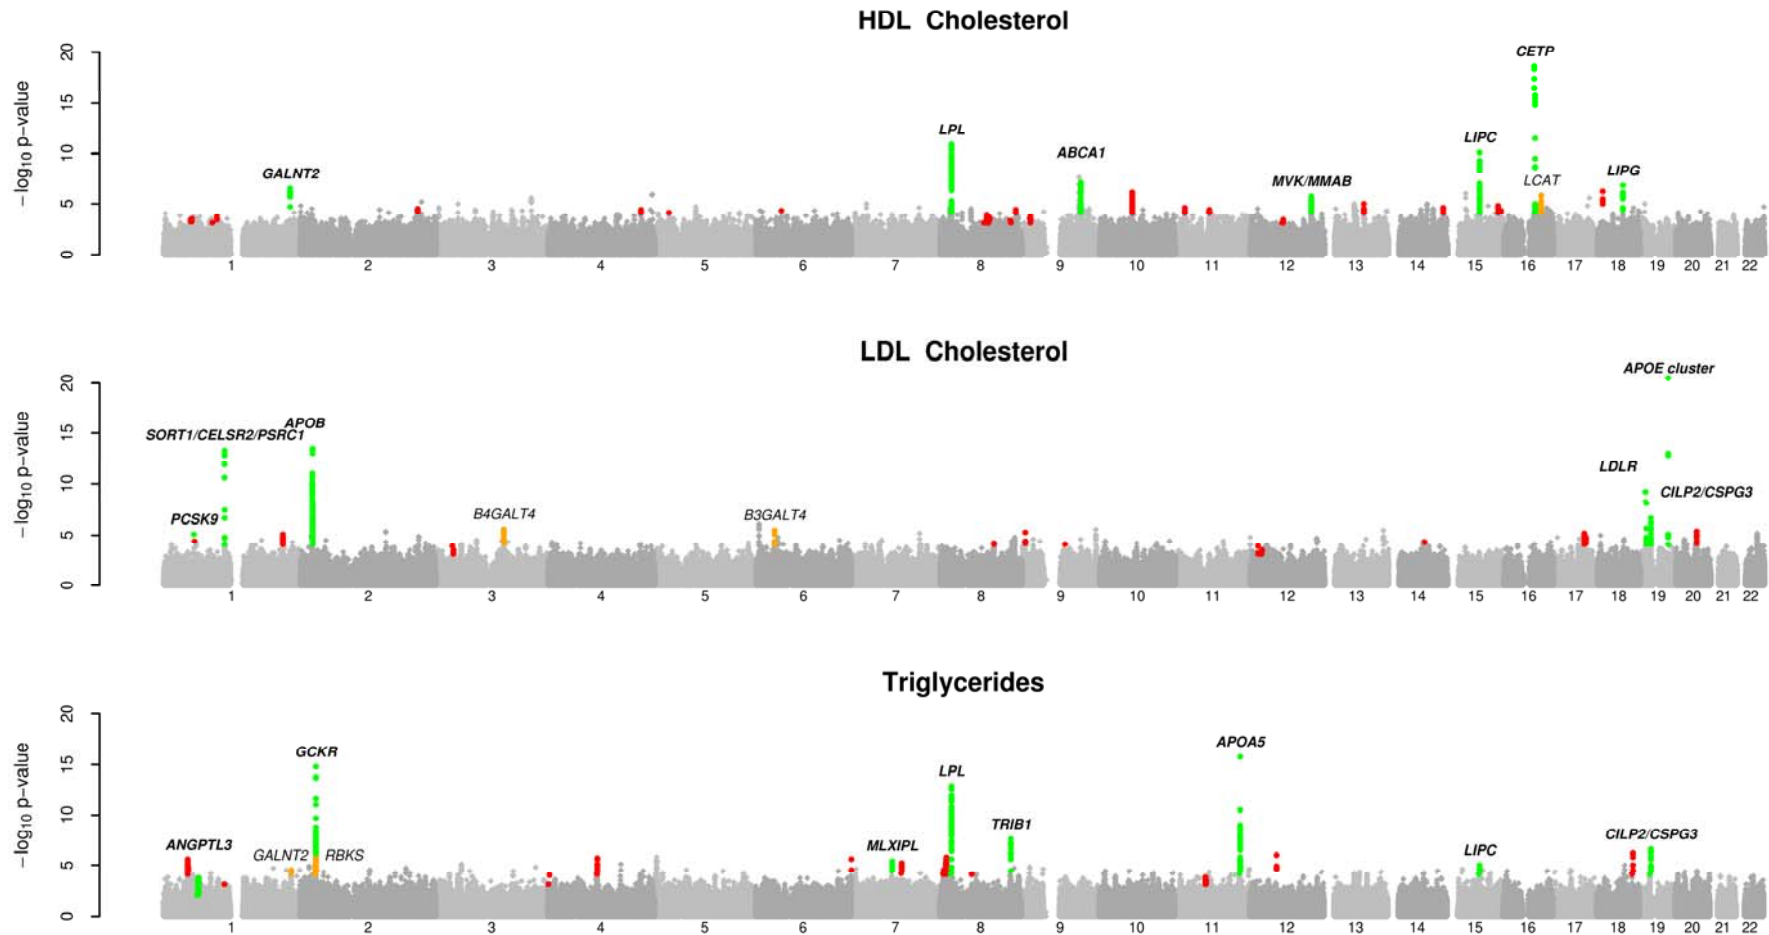 HDL Cholesterol
−log10 p−value
20
15
10
5
0
GALNT2
LPL
ABCA1
MVK/MMAB
LIPC
CETP
LCAT
LIPG
1 2 3 4 5 6 7 8 9 10 11 12 13 14 15 16 17 18 19 20 21 22
LDL Cholesterol
−log10 p−value
20
15
10
5
0
SORT1/CELSR2/PSRC1
APOB
PCSK9
B4GALT4
B3GALT4
APOE cluster
LDLR
CILP2/CSPG3
1 2 3 4 5 6 7 8 9 10 11 12 13 14 15 16 17 18 19 20 21 22
Triglycerides
−log10 p−value
20
15
10
5
0
ANGPTL3
GALNT2
GCKR
RBKS
MLXIPL
LPL
TRIB1
APOA5
LIPC
CILP2/CSPG3
1 2 3 4 5 6 7 8 9 10 11 12 13 14 15 16 17 18 19 20 21 22